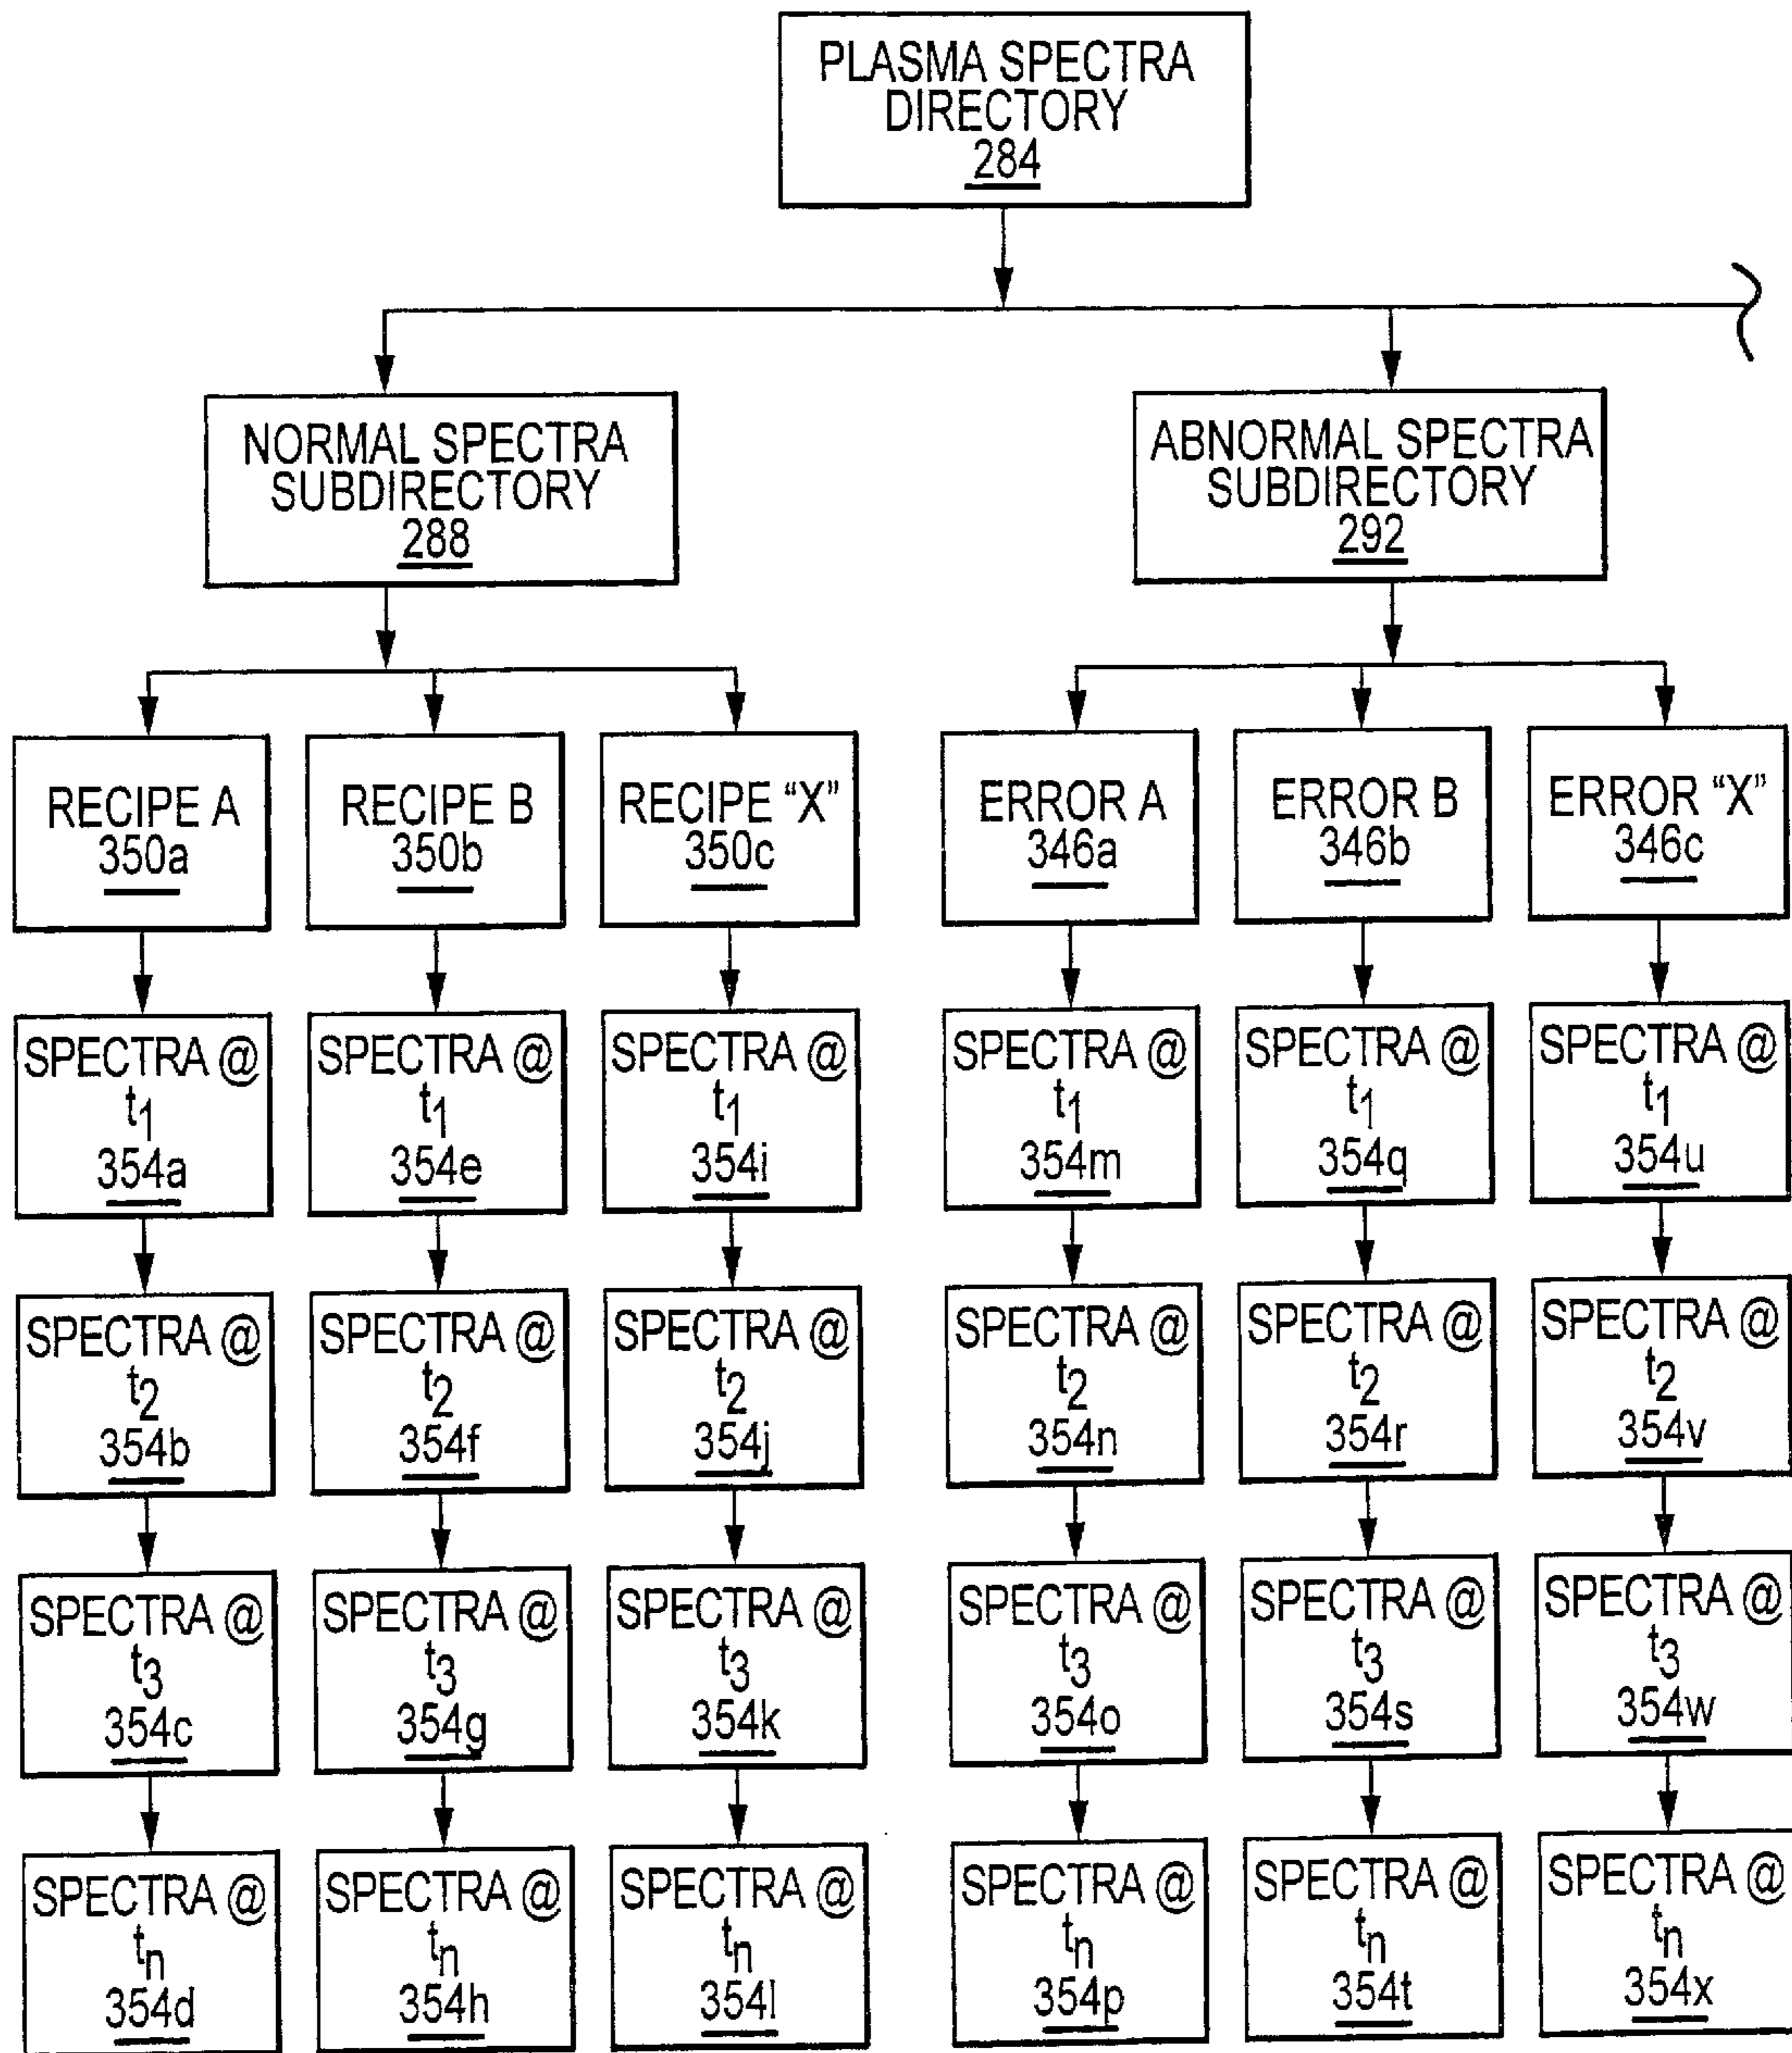 PLASMA SPECTRA
DIRECTORY
284
NORMAL SPECTRA
SUBDIRECTORY
288
ABNORMAL SPECTRA
SUBDIRECTORY
292
RECIPE A
350a
RECIPE B
350b
RECIPE “X”
350c
ERROR A
346a
ERROR B
346b
ERROR “X”
346c
SPECTRA @
t1
354a
SPECTRA @
t1
354e
SPECTRA @
t1
354i
SPECTRA @
t1
354m
SPECTRA @
t1
354q
SPECTRA @
t1
354u
SPECTRA @
t2
354b
SPECTRA @
t2
354f
SPECTRA @
t2
354j
SPECTRA @
t2
354n
SPECTRA @
t2
354r
SPECTRA @
t2
354v
SPECTRA @
t3
354c
SPECTRA @
t3
354g
SPECTRA @
t3
354k
SPECTRA @
t3
354o
SPECTRA @
t3
354s
SPECTRA @
t3
354w
SPECTRA @
tn
354d
SPECTRA @
tn
354h
SPECTRA @
tn
354l
SPECTRA @
tn
354p
SPECTRA @
tn
354t
SPECTRA @
tn
354x